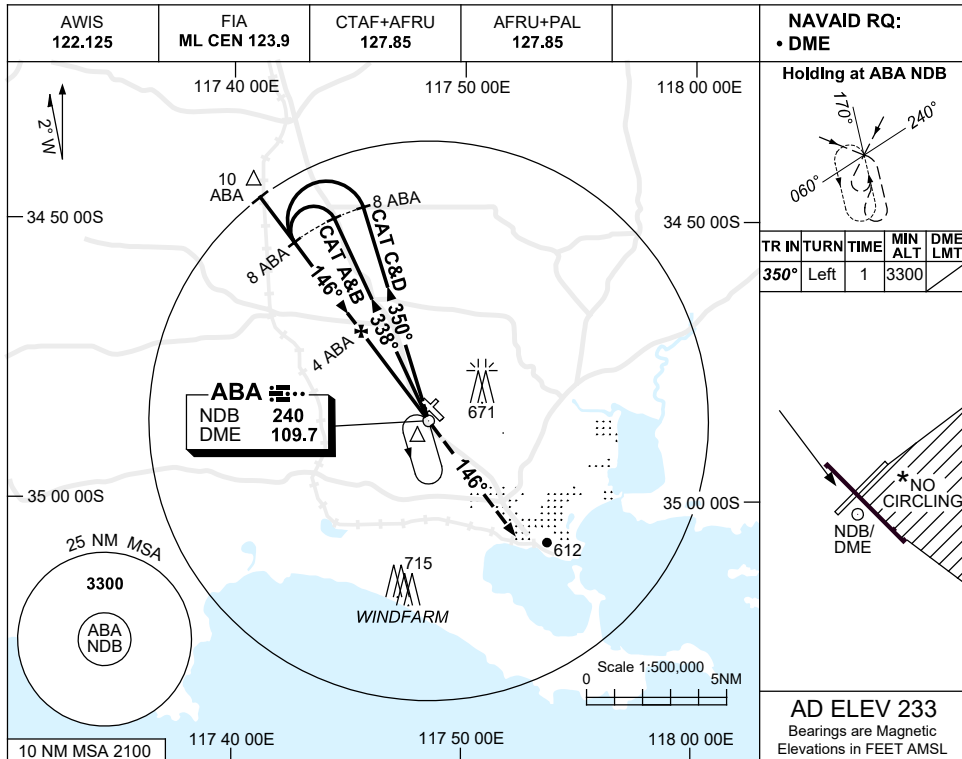 AWIS
122.125
FIA
ML CEN 123.9
CTAF+AFRU
127.85
AFRU+PAL
127.85
NAVAID RQ:
• DME
117 40 00E
117 50 00E
118 00 00E
2° W
10
ABA
8 ABA
34 50 00S
34 50 00S
8 ABA
CAT A&B
CAT C&D
146°
338°
350°
4 ABA
ABA
NDB 240
DME 109.7
671
146°
35 00 00S
35 00 00S
612
715
WINDFARM
25 NM MSA
3300
ABA
NDB
Scale 1:500,000
0 5NM
117 40 00E
117 50 00E
118 00 00E
10 NM MSA 2100
Holding at ABA NDB
170°
240°
060°
TR IN TURN TIME MIN ALT DME LMT
350° Left 1 3300
*NO
CIRCLING
NDB/
DME
AD ELEV 233
Bearings are Magnetic
Elevations in FEET AMSL